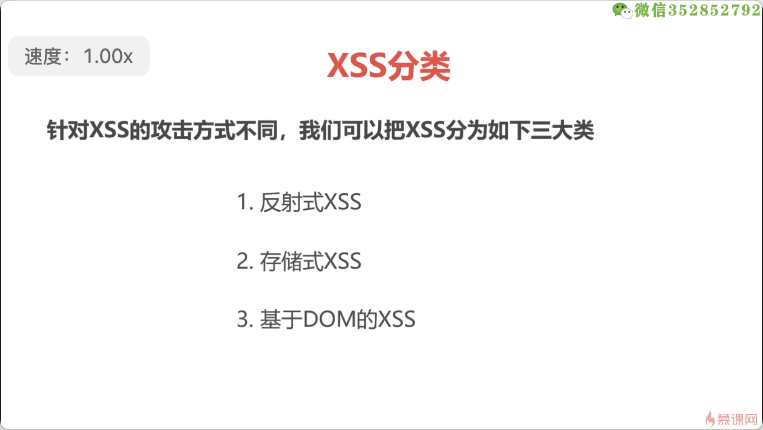 微信352852792
速度：1.00x
XSS分类
针对XSS的攻击方式不同，我们可以把XSS分为如下三大类
1. 反射式XSS
2. 存储式XSS
3. 基于DOM的XSS
慕课网